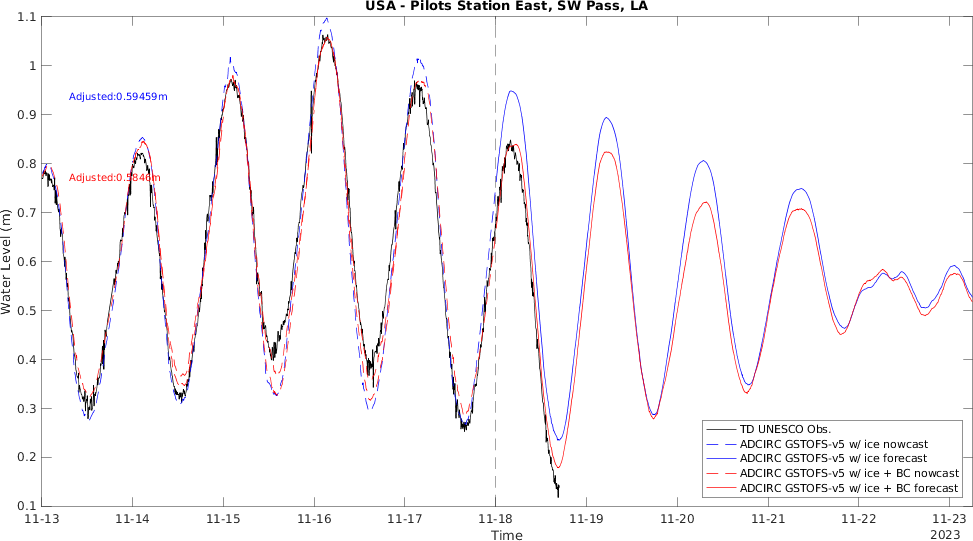 USA - Pilots Station East, SW Pass, LA
1.1
1
0.9
0.8
0.7
0.6
0.5
0.4
0.3
0.2
0.1
Water Level (m)
Adjusted:0.59459m
Adjusted:0.5846m
TD UNESCO Obs.
ADCIRC GSTOFS-v5 w/ ice nowcast
ADCIRC GSTOFS-v5 w/ ice forecast
ADCIRC GSTOFS-v5 w/ ice + BC nowcast
ADCIRC GSTOFS-v5 w/ ice + BC forecast
11-13 11-14 11-15 11-16 11-17 11-18 11-19 11-20 11-21 11-22 11-23
Time
2023